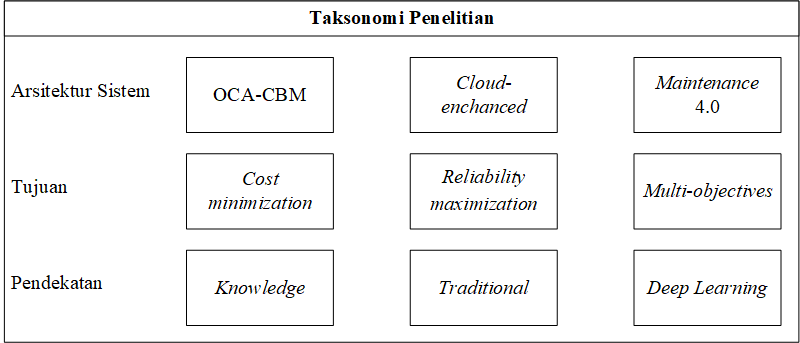 Taksonomi Penelitian
Arsitektur Sistem
OCA-CBM
Cloud-
enchanced
Maintenance
4.0
Tujuan
Cost
minimization
Reliability
maximization
Multi-objectives
Pendekatan
Knowledge
Traditional
Deep Learning